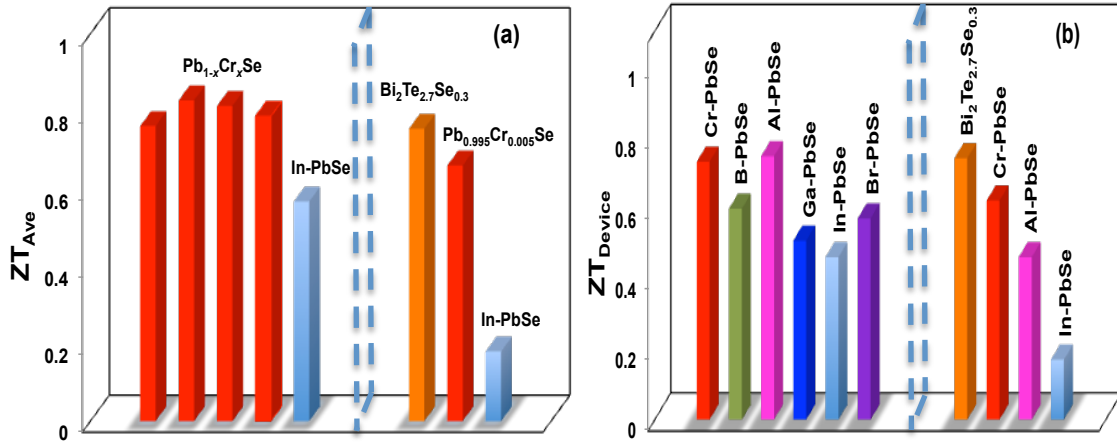 (a)
ZT_Ave
1
0.8
0.6
0.4
0.2
0
Pb₁₋ₓCrₓSe
In-PbSe
Bi₂Te₂.₇Se₀.₃
Pb₀.₉₉₅Cr₀.₀₀₅Se
In-PbSe
(b)
ZT_Device
1
0.8
0.6
0.4
0.2
0
Cr-PbSe
B-PbSe
Al-PbSe
Ga-PbSe
In-PbSe
Br-PbSe
Bi₂Te₂.₇Se₀.₃
Cr-PbSe
Al-PbSe
In-PbSe